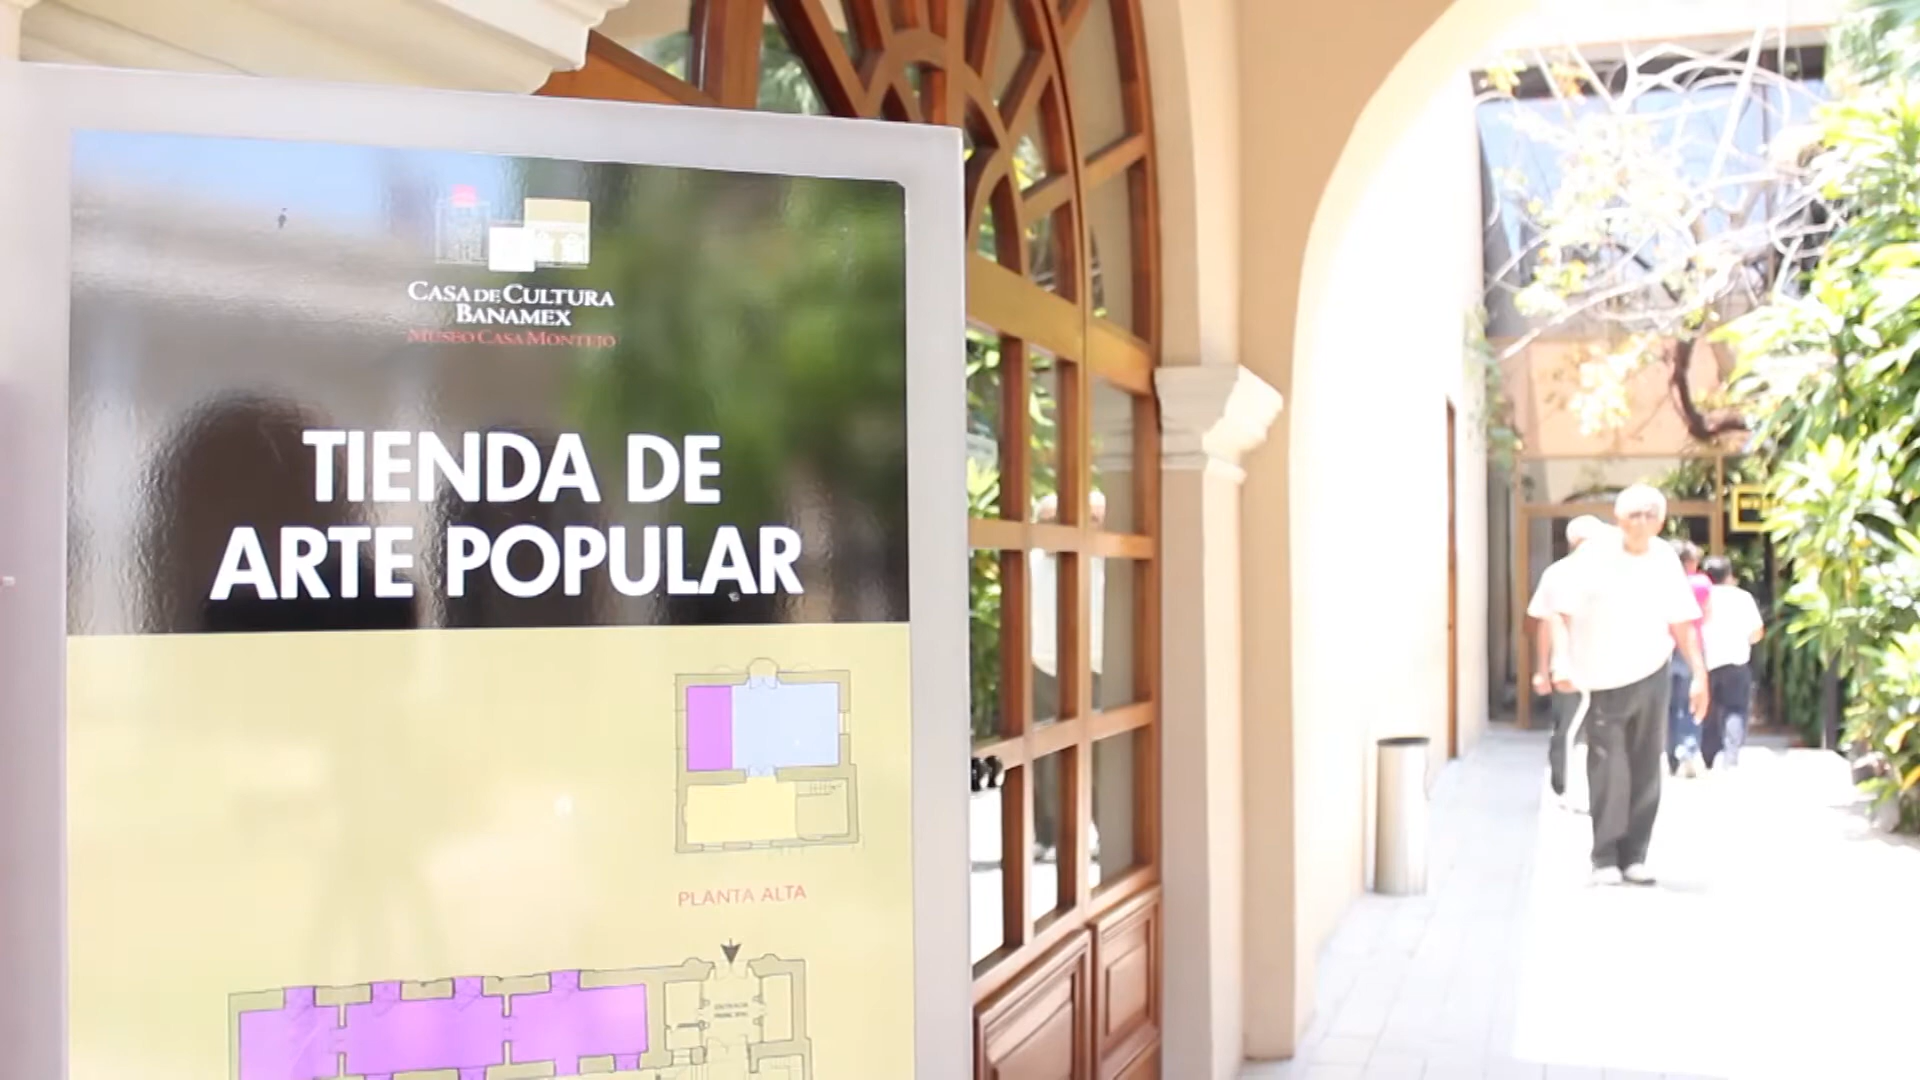 CASA DE CULTURA
BANAMEX
MUSEO CASA MONTEJO
TIENDA DE
ARTE POPULAR
PLANTA ALTA